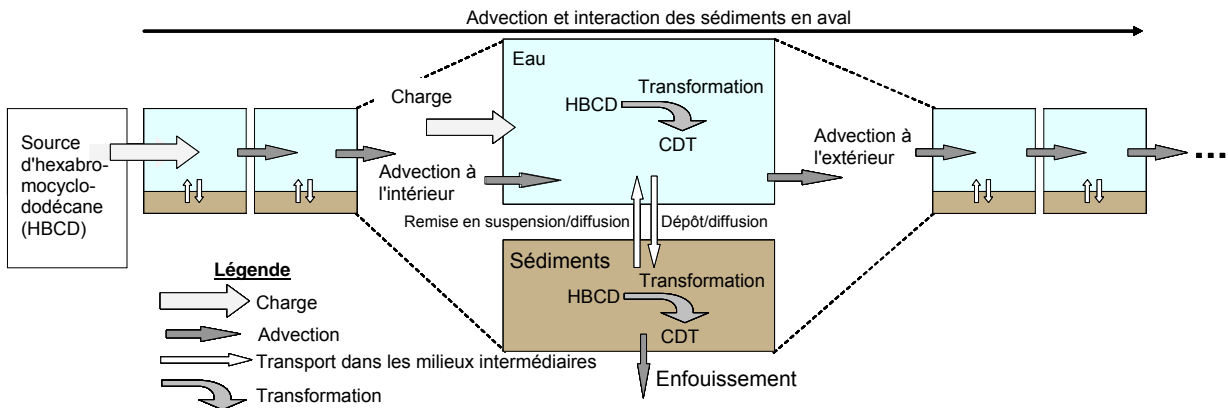 Advection et interaction des sédiments en aval
Source
d'hexabro-
mocyclo-
dodécane
(HBCD)
Charge
Advection à
l'intérieur
Eau
Transformation
HBCD
CDT
Advection à
l'extérieur
...
Remise en suspension/diffusion
Dépôt/diffusion
Sédiments
Transformation
HBCD
CDT
Enfouissement
Légende
Charge
Advection
Transport dans les milieux intermédiaires
Transformation